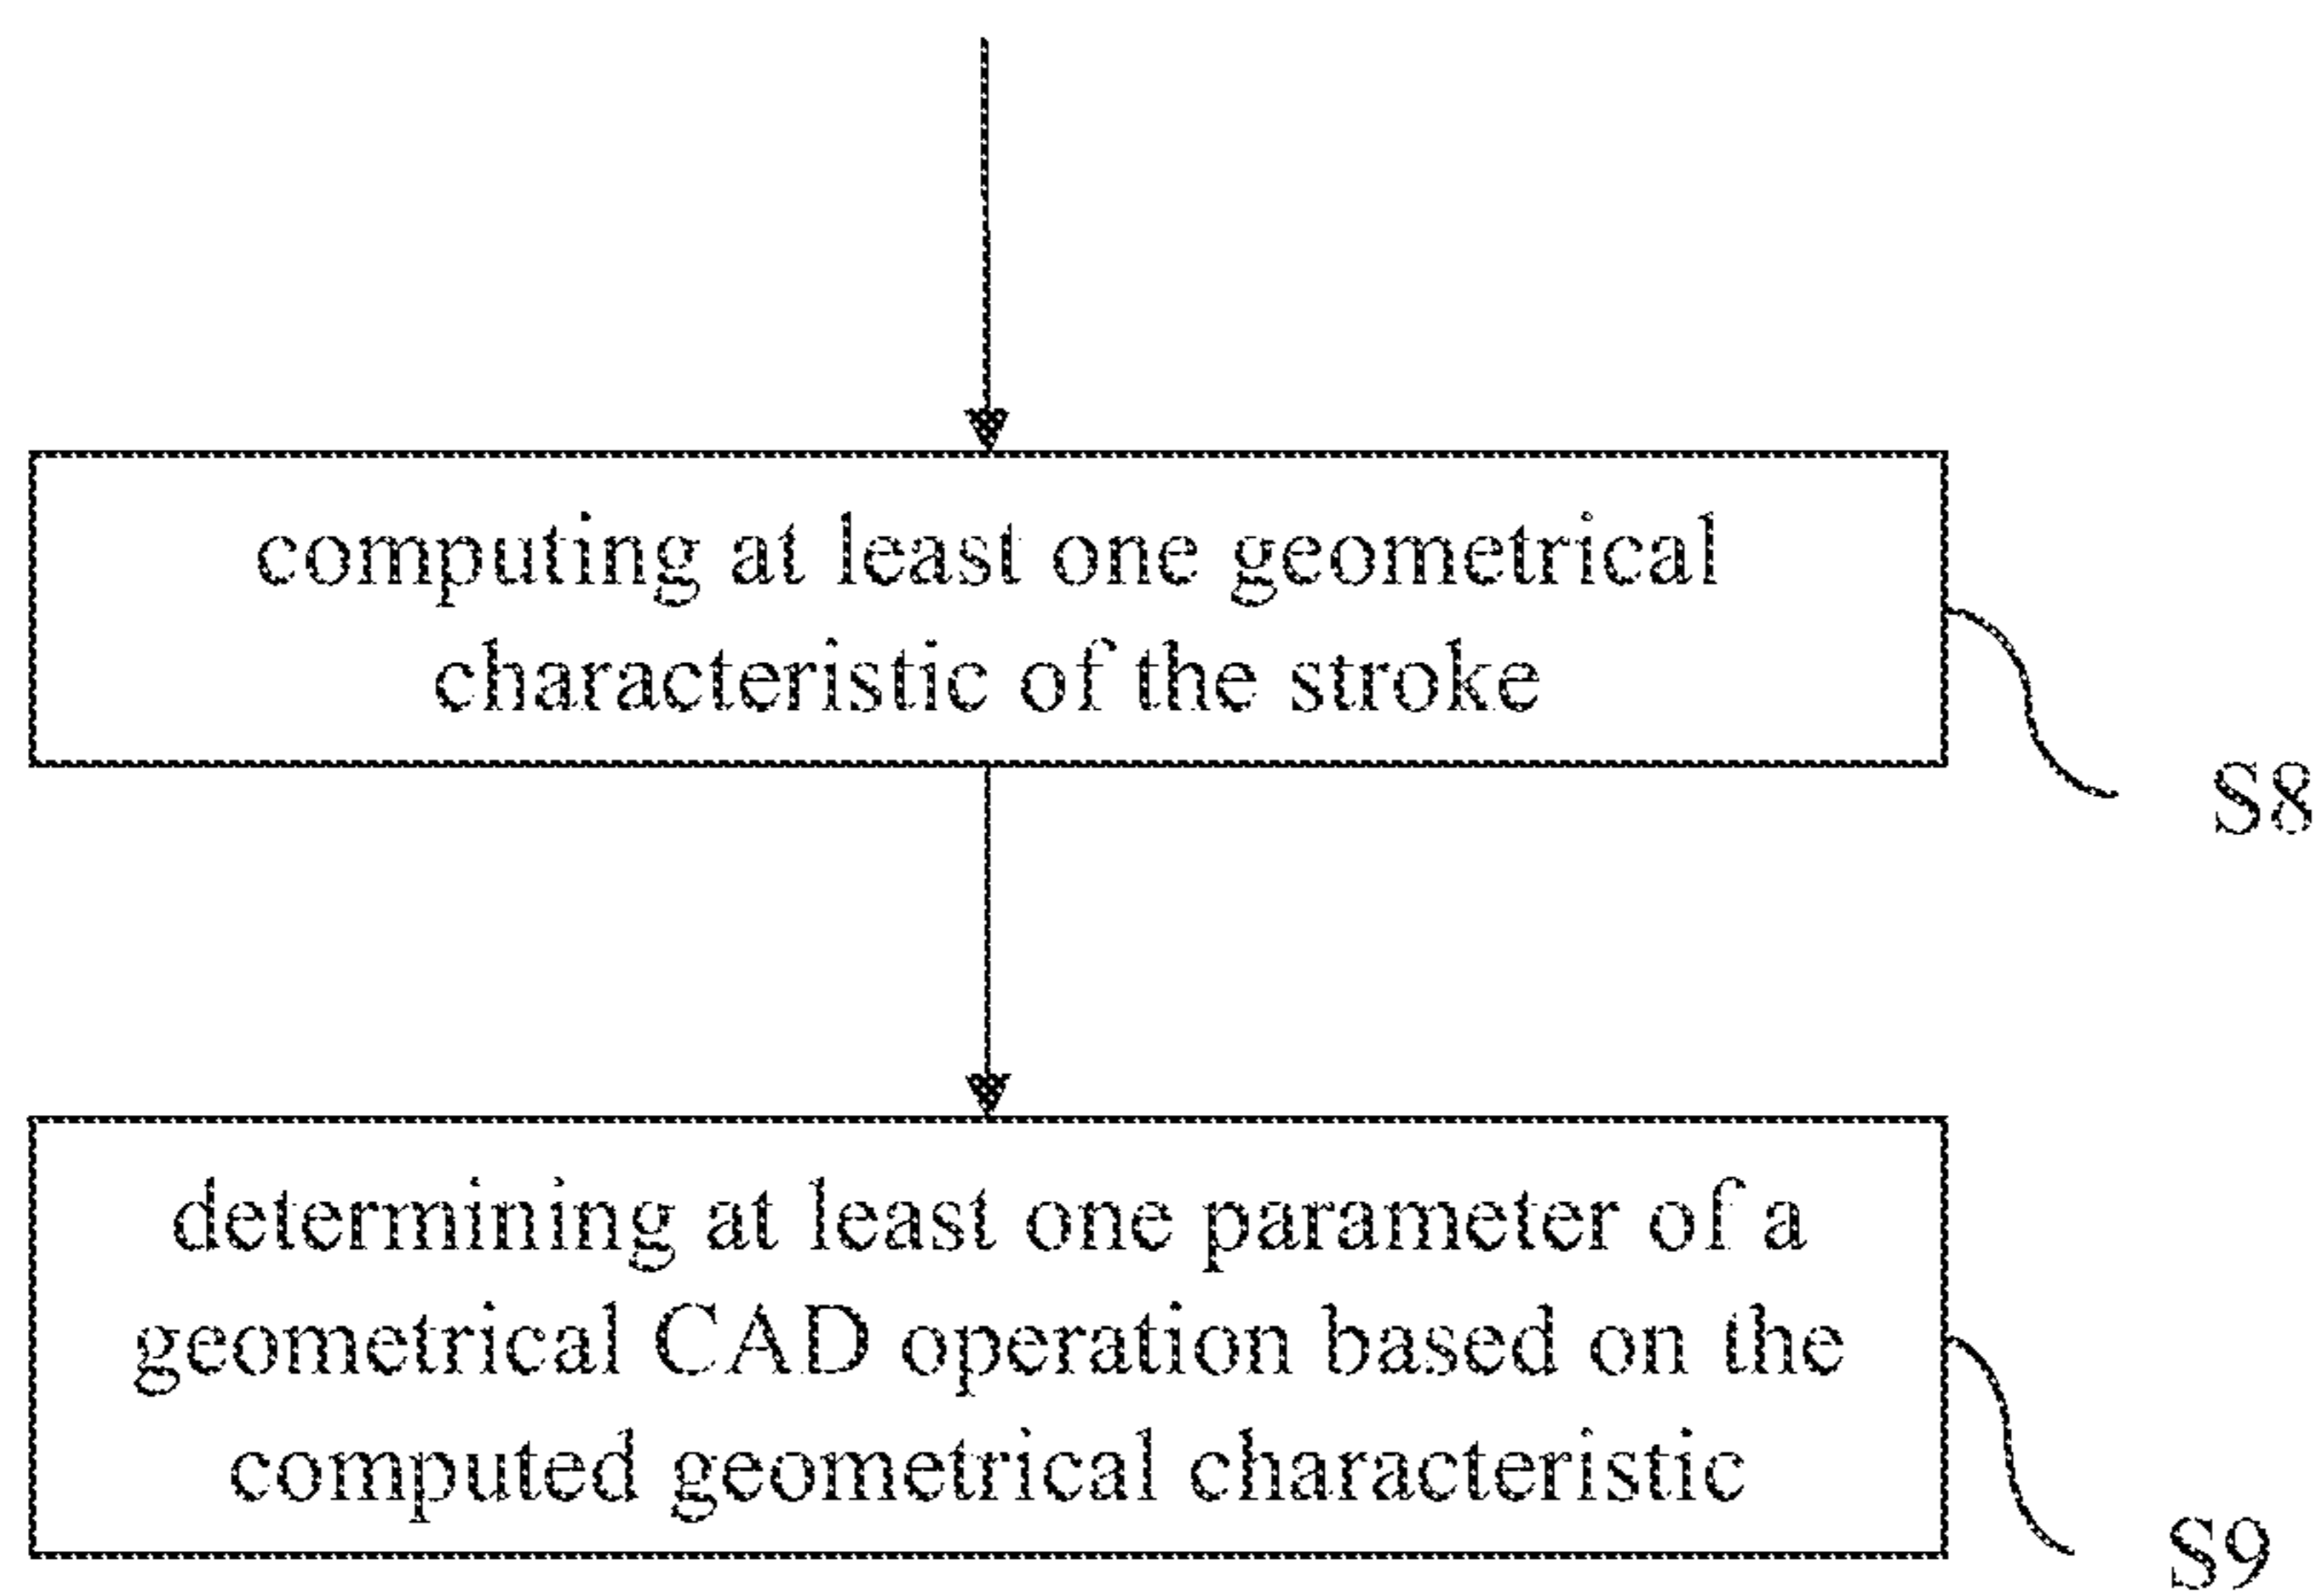 computing at least one geometrical
characteristic of the stroke
S8
determining at least one parameter of a
geometrical CAD operation based on the
computed geometrical characteristic
S9